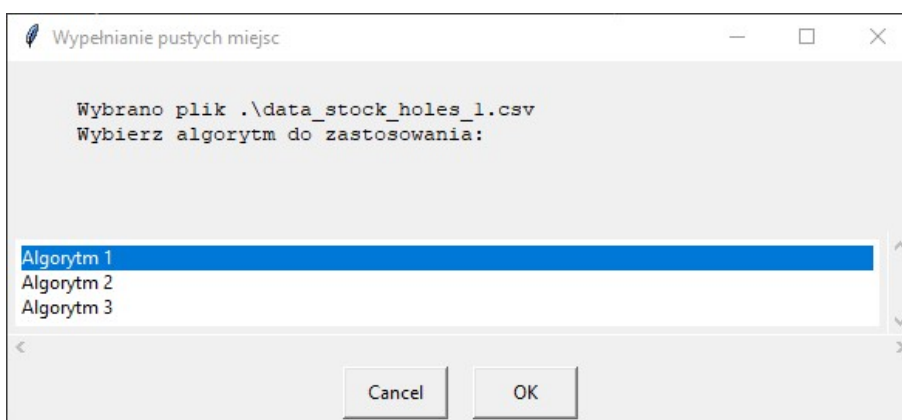 Wypełnianie pustych miejsc
Wybrano plik .\data_stock_holes_1.csv
Wybierz algorytm do zastosowania:
Algorytm 1
Algorytm 2
Algorytm 3
Cancel OK